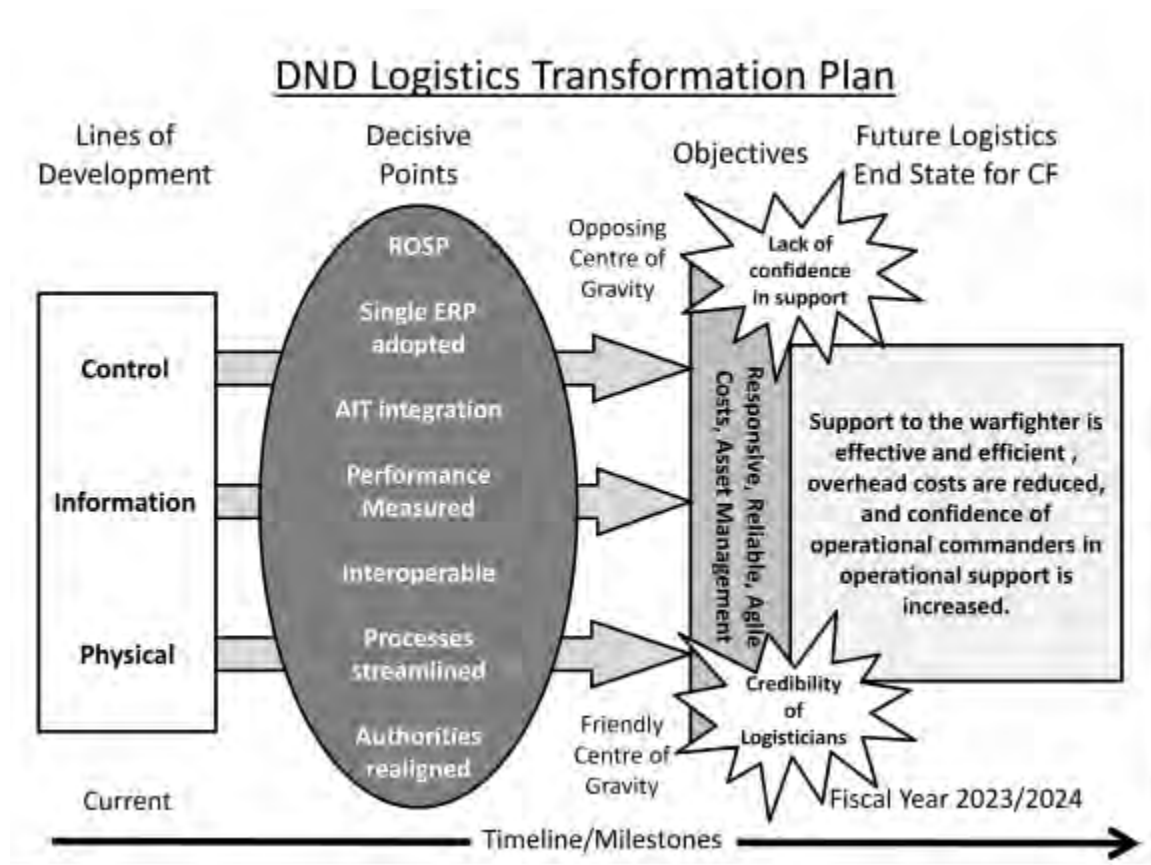 DND Logistics Transformation Plan
Lines of
Development
Decisive
Points
Objectives
Future Logistics
End State for CF
Control
Information
Physical
ROSP
Single ERP
adopted
AIT integration
Performance
Measured
Interoperable
Processes
streamlined
Authorities
realigned
Opposing
Centre of
Gravity
Lack of
confidence
in support
Responsive, Reliable, Agile
Costs, Asset Management
Support to the warfighter is
effective and efficient ,
overhead costs are reduced,
and confidence of
operational commanders in
operational support is
increased.
Friendly
Centre of
Gravity
Credibility
of
Logisticians
Current
Fiscal Year 2023/2024
Timeline/Milestones